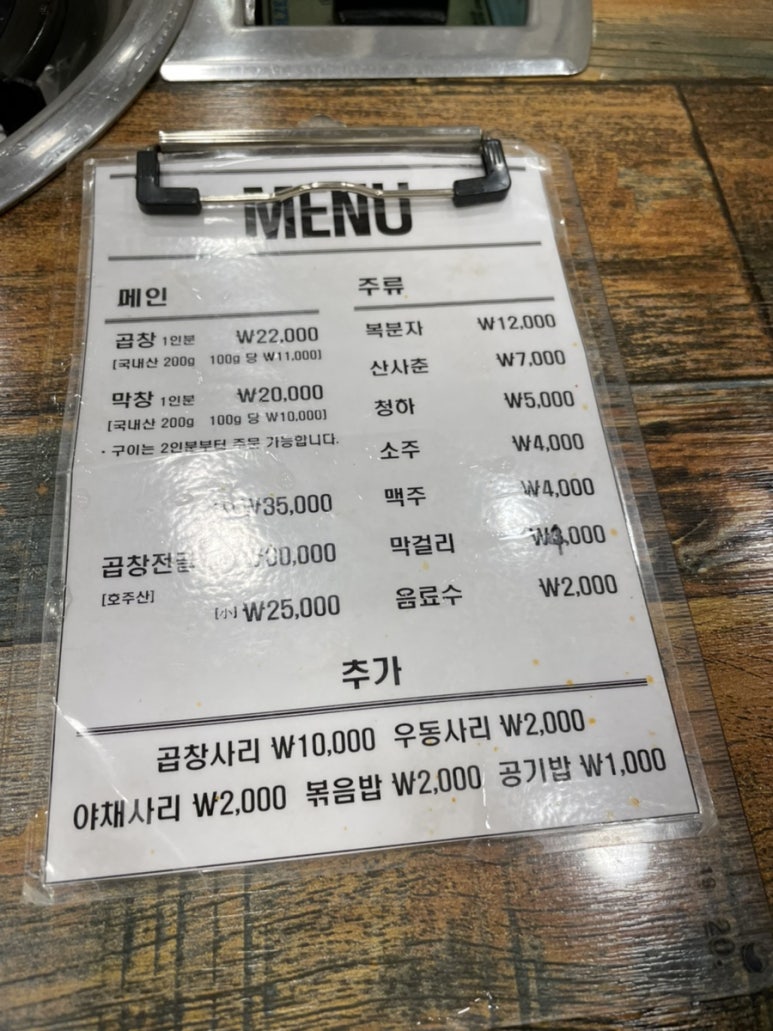 MENU
메인
곱창 1인분 ₩22,000
[국내산 200g 100g 당 ₩11,000]
막창 1인분 ₩20,000
[국내산 200g 100g 당 ₩10,000]
• 구이는 2인분부터 주문 가능합니다.
₩35,000
곱창전골
[호주산]
[小] ₩25,000
주류
복분자 ₩12,000
산사춘 ₩7,000
청하 ₩5,000
소주 ₩4,000
맥주 ₩4,000
막걸리
음료수 ₩2,000
추가
곱창사리 ₩10,000 우동사리 ₩2,000
야채사리 ₩2,000 볶음밥 ₩2,000 공기밥 ₩1,000